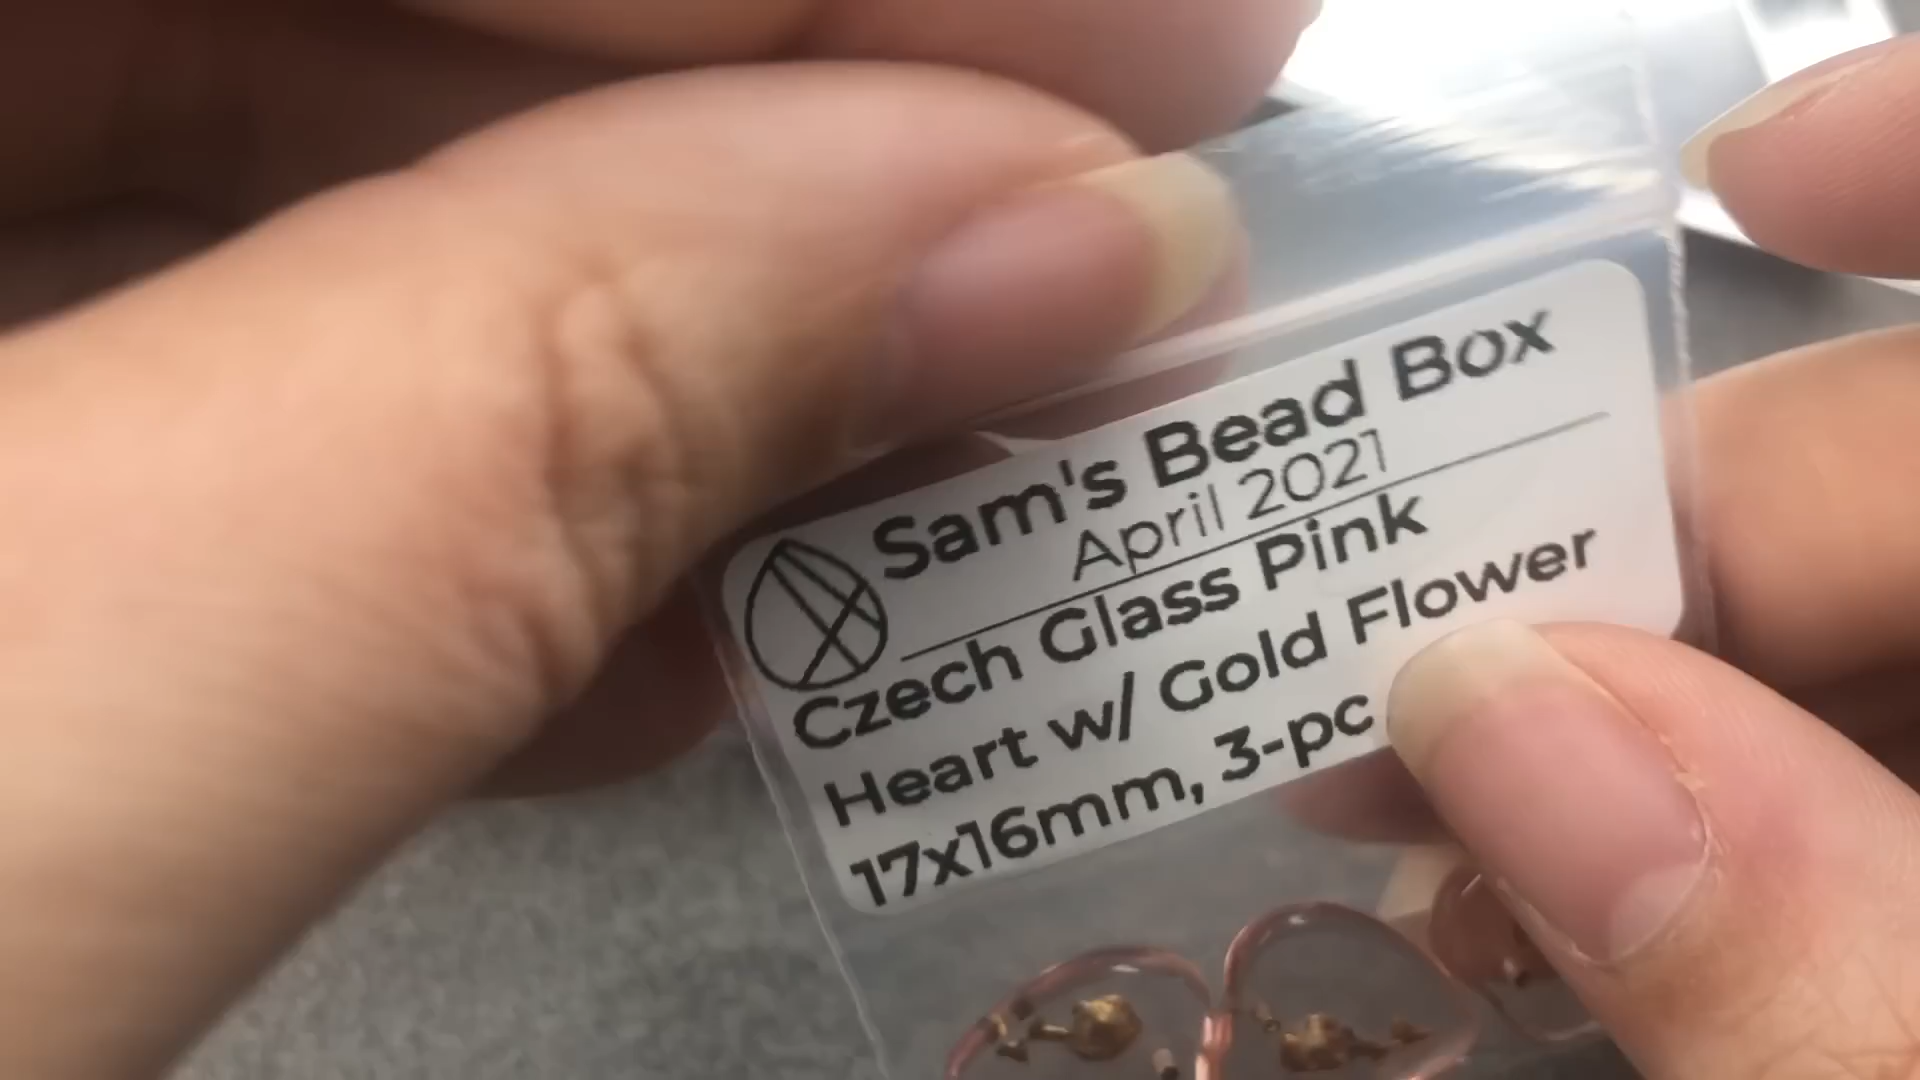 Sam's Bead Box
April 2021
Czech Glass Pink
Heart w/ Gold Flower
17x16mm, 3-pc